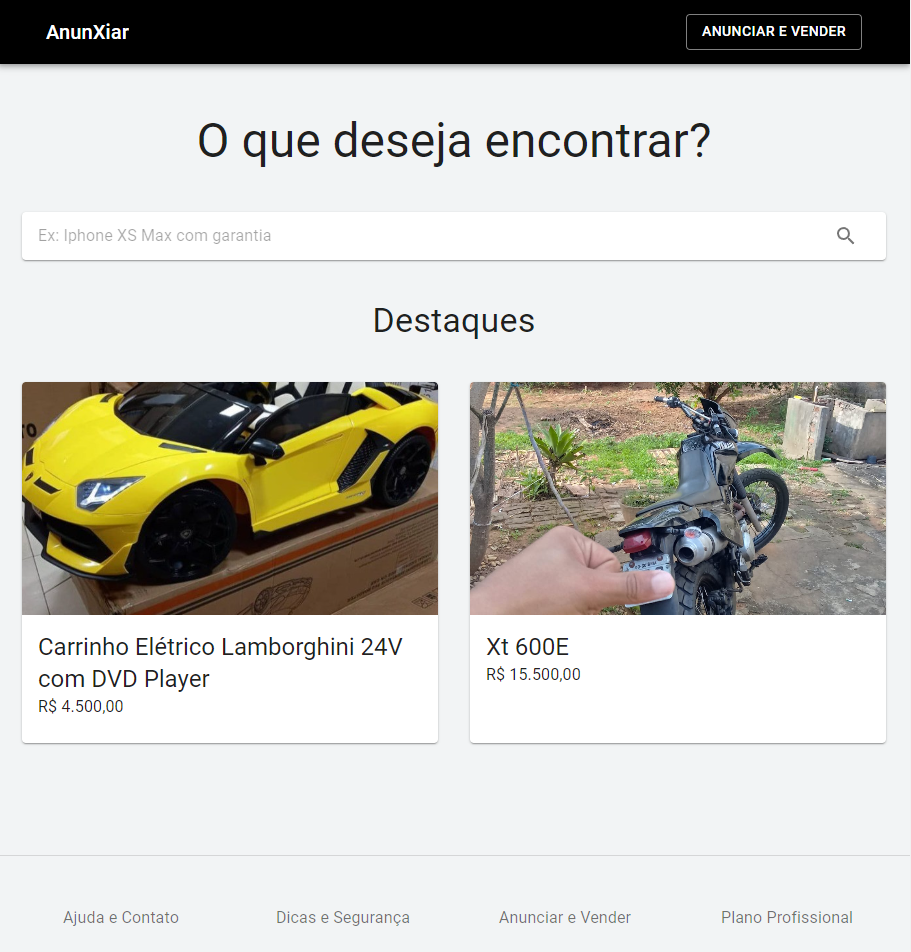 AnunXiar
ANUNCIAR E VENDER
O que deseja encontrar?
Ex: Iphone XS Max com garantia
Destaques
Carrinho Elétrico Lamborghini 24V
com DVD Player
R$ 4.500,00
Xt 600E
R$ 15.500,00
Ajuda e Contato
Dicas e Segurança
Anunciar e Vender
Plano Profissional